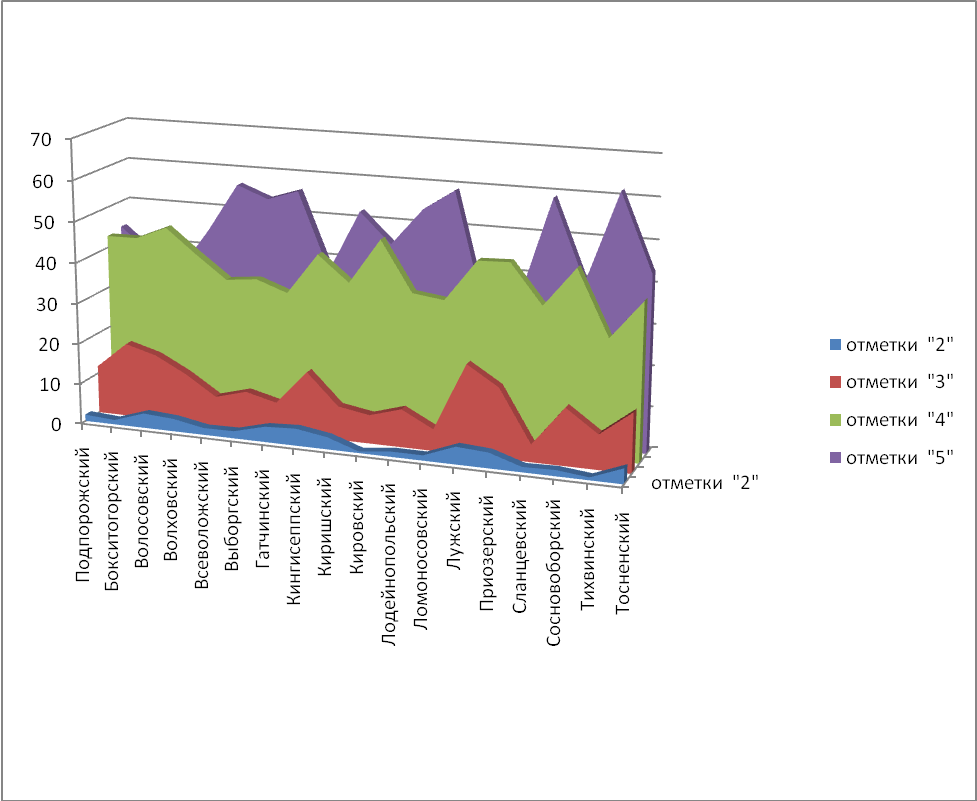 70
60
50
40
30
20
10
0
Подпорожский
Бокситогорский
Волосовский
Волховский
Всеволожский
Выборгский
Гатчинский
Кингисеппский
Киришский
Кировский
Лодейнопольский
Ломоносовский
Лужский
Приозерский
Сланцевский
Сосновоборский
Тихвинский
Тосненский
отметки "2"
отметки "2"
отметки "3"
отметки "4"
отметки "5"